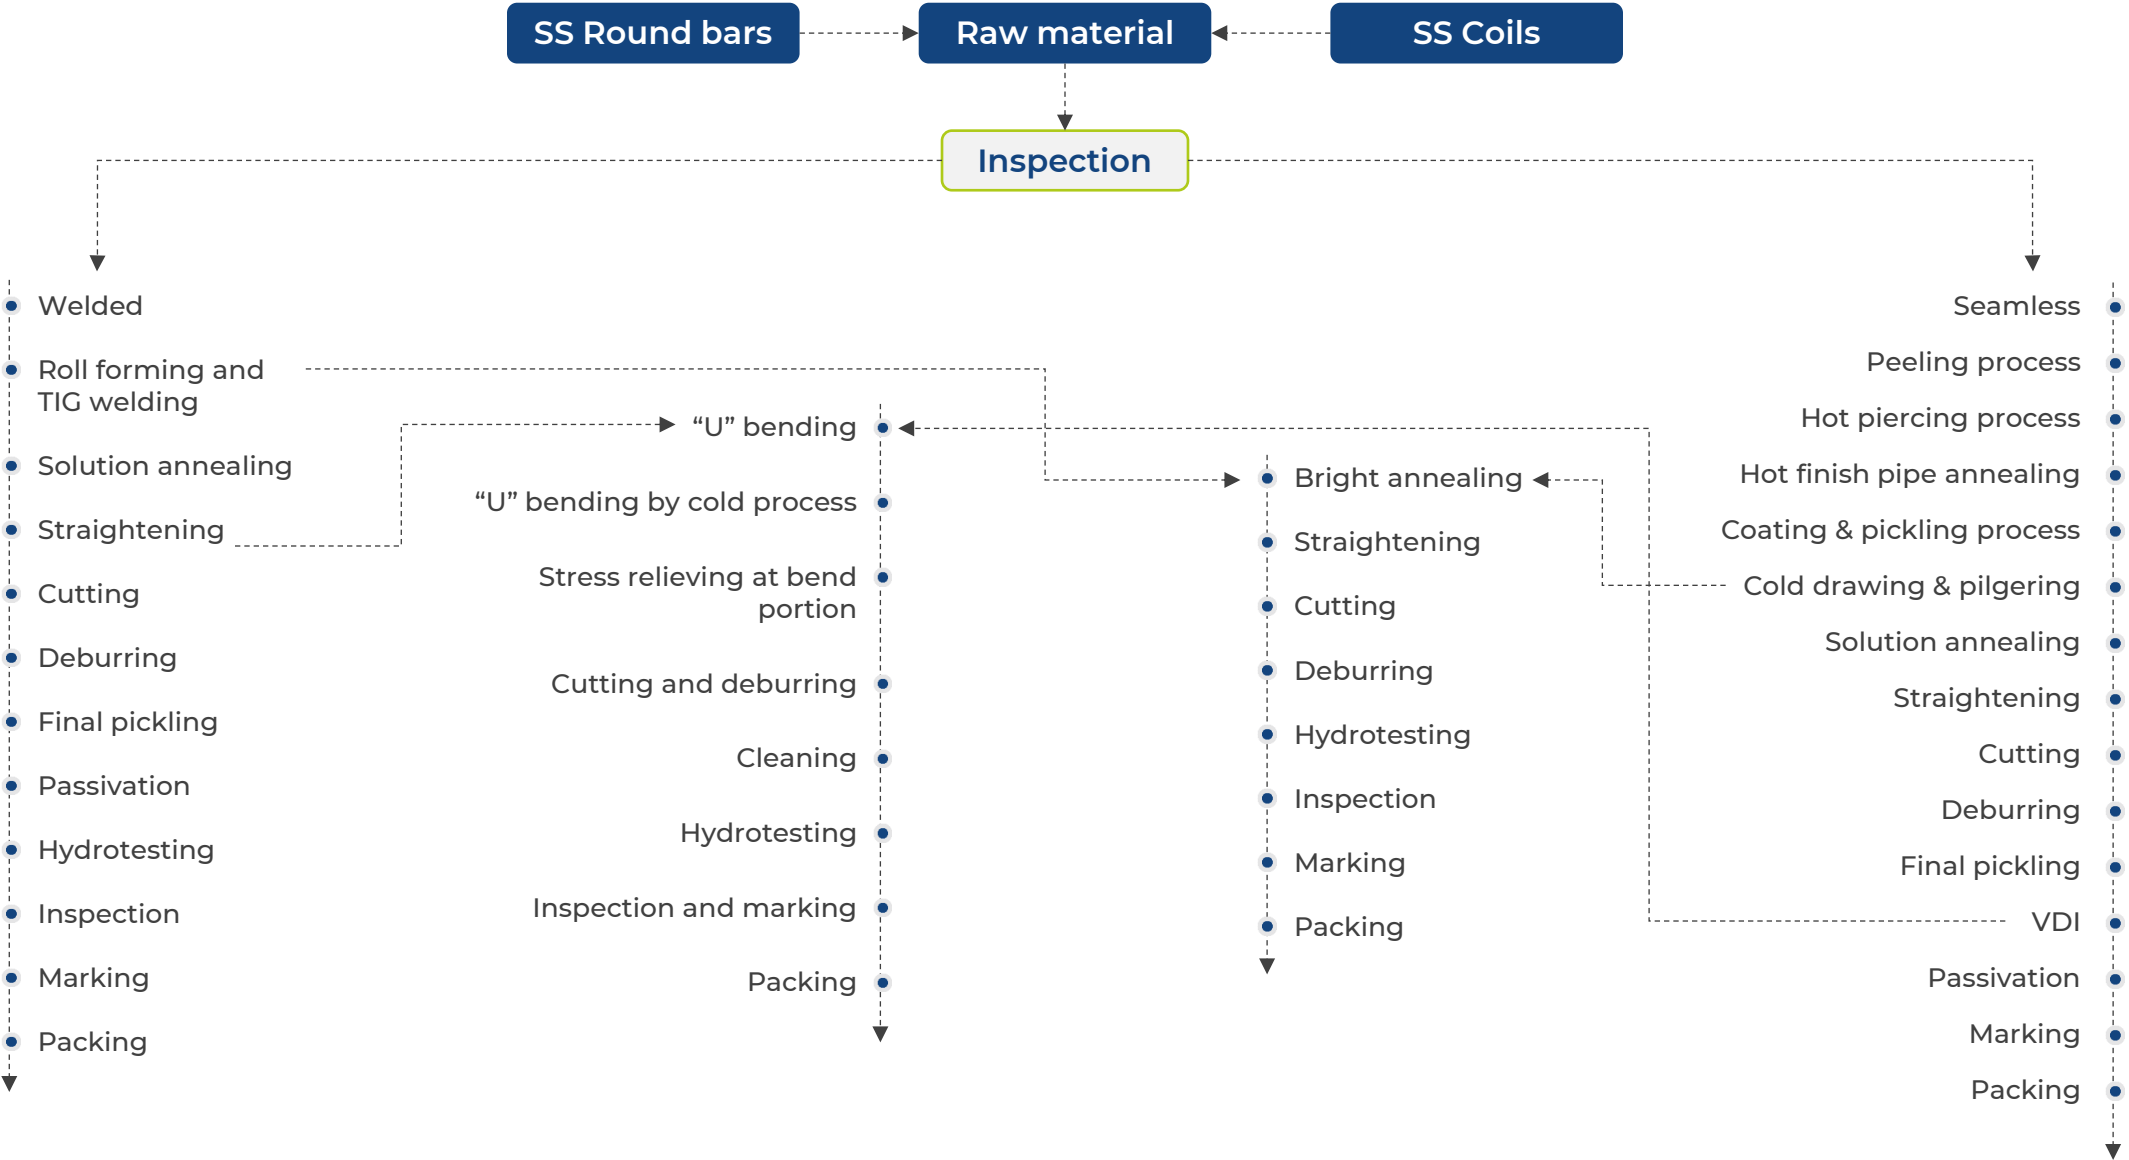 SS Round bars
Raw material
SS Coils
Inspection
Welded
Roll forming and
TIG welding
Solution annealing
Straightening
Cutting
Deburring
Final pickling
Passivation
Hydrotesting
Inspection
Marking
Packing
“U” bending
“U” bending by cold process
Stress relieving at bend
portion
Cutting and deburring
Cleaning
Hydrotesting
Inspection and marking
Packing
Bright annealing
Straightening
Cutting
Deburring
Hydrotesting
Inspection
Marking
Packing
Seamless
Peeling process
Hot piercing process
Hot finish pipe annealing
Coating & pickling process
Cold drawing & pilgering
Solution annealing
Straightening
Cutting
Deburring
Final pickling
VDI
Passivation
Marking
Packing